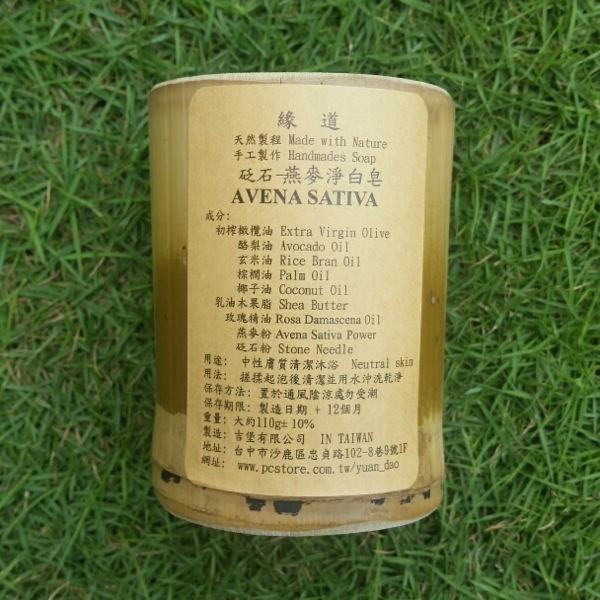 緣 道
天然製程 Made with Nature
手工製作 Handmades Soap
砭石-燕麥淨白皂
AVENA SATIVA
成分:
初榨橄欖油 Extra Virgin Olive
酪梨油 Avocado Oil
玄米油 Rice Bran Oil
棕櫚油 Palm Oil
椰子油 Coconut Oil
乳油木果脂 Shea Butter
玫瑰精油 Rosa Damascena Oil
燕麥粉 Avena Sativa Power
砭石粉 Stone Needle
用途: 中性膚質清潔沐浴 Neutral skin
用法: 搓揉起泡後清潔並用水沖洗乾淨
保存方法: 置於通風陰涼處勿受潮
保存期限: 製造日期 + 12個月
重量: 大約110g± 10%
製造: 吉堡有限公司 IN TAIWAN
地址: 台中市沙鹿區忠貞路102-8巷9號1F
網址: www.pcstore.com.tw/yuan_dao